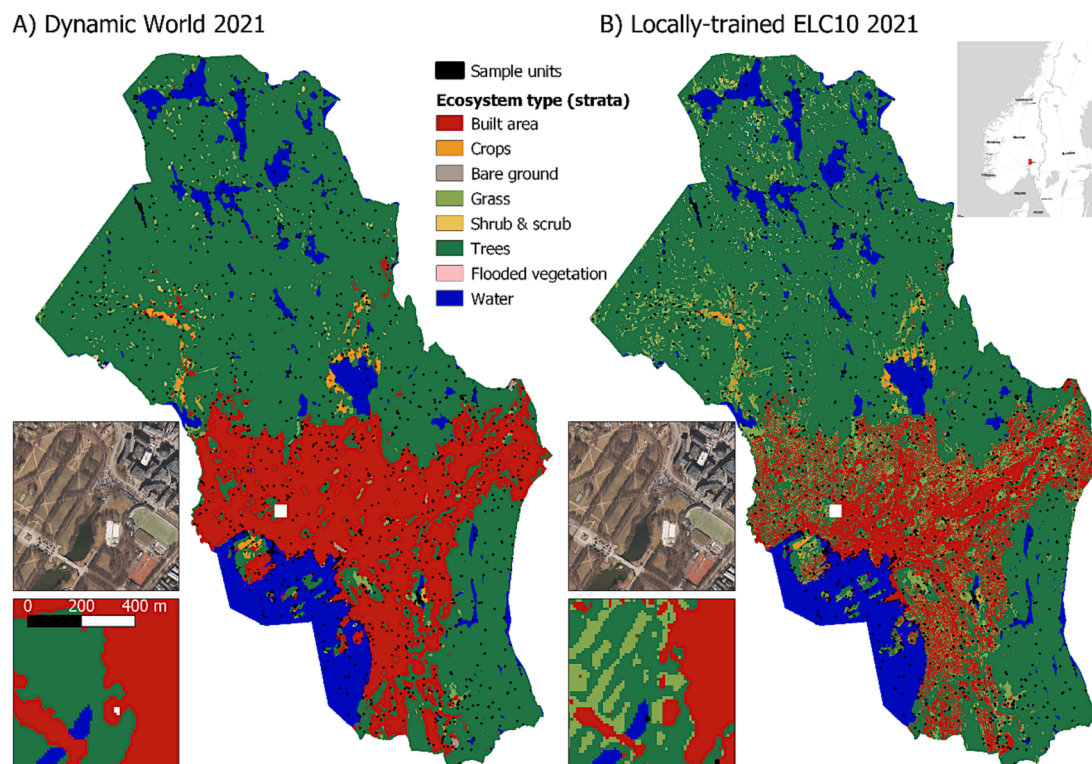 A) Dynamic World 2021
B) Locally-trained ELC10 2021
Sample units
Ecosystem type (strata)
Built area
Crops
Bare ground
Grass
Shrub & scrub
Trees
Flooded vegetation
Water
0 200 400 m